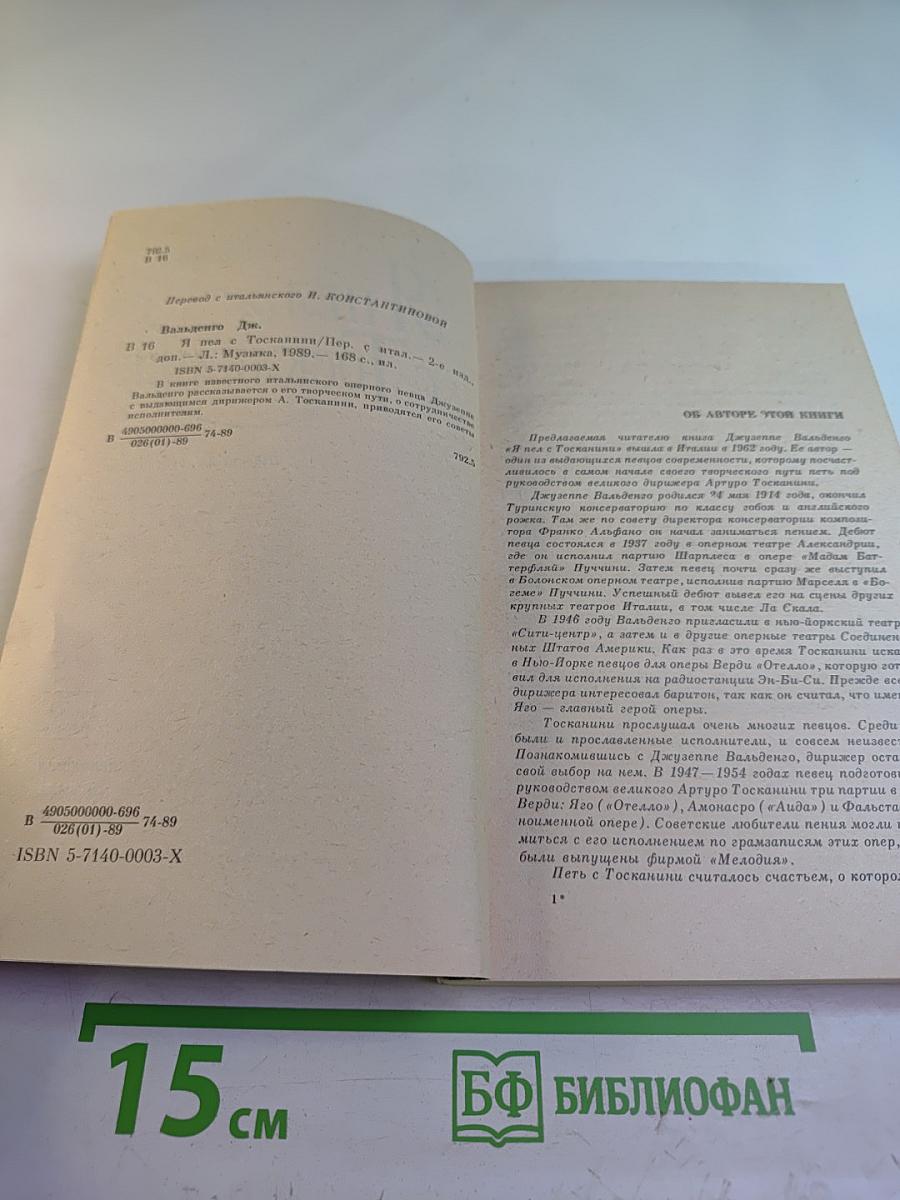 792.5
В 16
Перевод с итальянского И. КОНСТАНТИНОВОЙ
Вальденго Дж.
В 16 Я пел с Тосканини/Пер. с итал.— 2-е изд.,
доп.— Л.: Музыка, 1989.— 168 с., ил.
ISBN 5-7140-0003-X
В книге известного итальянского оперного певца Джузеппе
Вальденго рассказывается о его творческом пути, о сотрудничестве
с выдающимся дирижером А. Тосканини, приводятся его советы
исполнителям.
В 4905000000-696
026(01)-89 74-89
792.5
В 4905000000-696
026(01)-89 74-89
ISBN 5-7140-0003-X
ОБ АВТОРЕ ЭТОЙ КНИГИ
Предлагаемая читателю книга Джузеппе Вальденго
«Я пел с Тосканини» вышла в Италии в 1962 году. Ее автор —
один из выдающихся певцов современности, которому посчаст-
ливилось в самом начале своего творческого пути петь под
руководством великого дирижера Артуро Тосканини.
Джузеппе Вальденго родился 24 мая 1914 года, окончил
Туринскую консерваторию по классу гобоя и английского
рожка. Там же по совету директора консерватории компози-
тора Франко Альфано он начал заниматься пением. Дебют
певца состоялся в 1937 году в оперном театре Александрии,
где он исполнил партию Шарплеса в опере «Мадам Бат-
терфляй» Пуччини. Затем певец почти сразу же выступил
в Болонском оперном театре, исполнив партию Марселя в «Бо-
геме» Пуччини. Успешный дебют вывел его на сцены других
крупных театров Италии, в том числе Ла Скала.
В 1946 году Вальденго пригласили в нью-йоркский театр
«Сити-центр», а затем и в другие оперные театры Соединен-
ных Штатов Америки. Как раз в это время Тосканини иска
в Нью-Йорке певцов для оперы Верди «Отелло», которую гот
вил для исполнения на радиостанции Эн-Би-Си. Прежде все
дирижера интересовал баритон, так как он считал, что имен
Яго — главный герой оперы.
Тосканини прослушал очень многих певцов. Среди
были и прославленные исполнители, и совсем неизвест
Познакомившись с Джузеппе Вальденго, дирижер оста
свой выбор на нем. В 1947—1954 годах певец подготови
руководством великого Артуро Тосканини три партии в
Верди: Яго («Отелло»), Амонасро («Аида») и Фальста
ноименной опере). Советские любители пения могли
миться с его исполнением по грамзаписям этих опер,
были выпущены фирмой «Мелодия».
Петь с Тосканини считалось счастьем, о которо
1*
15 см
БФ БИБЛИОФАН